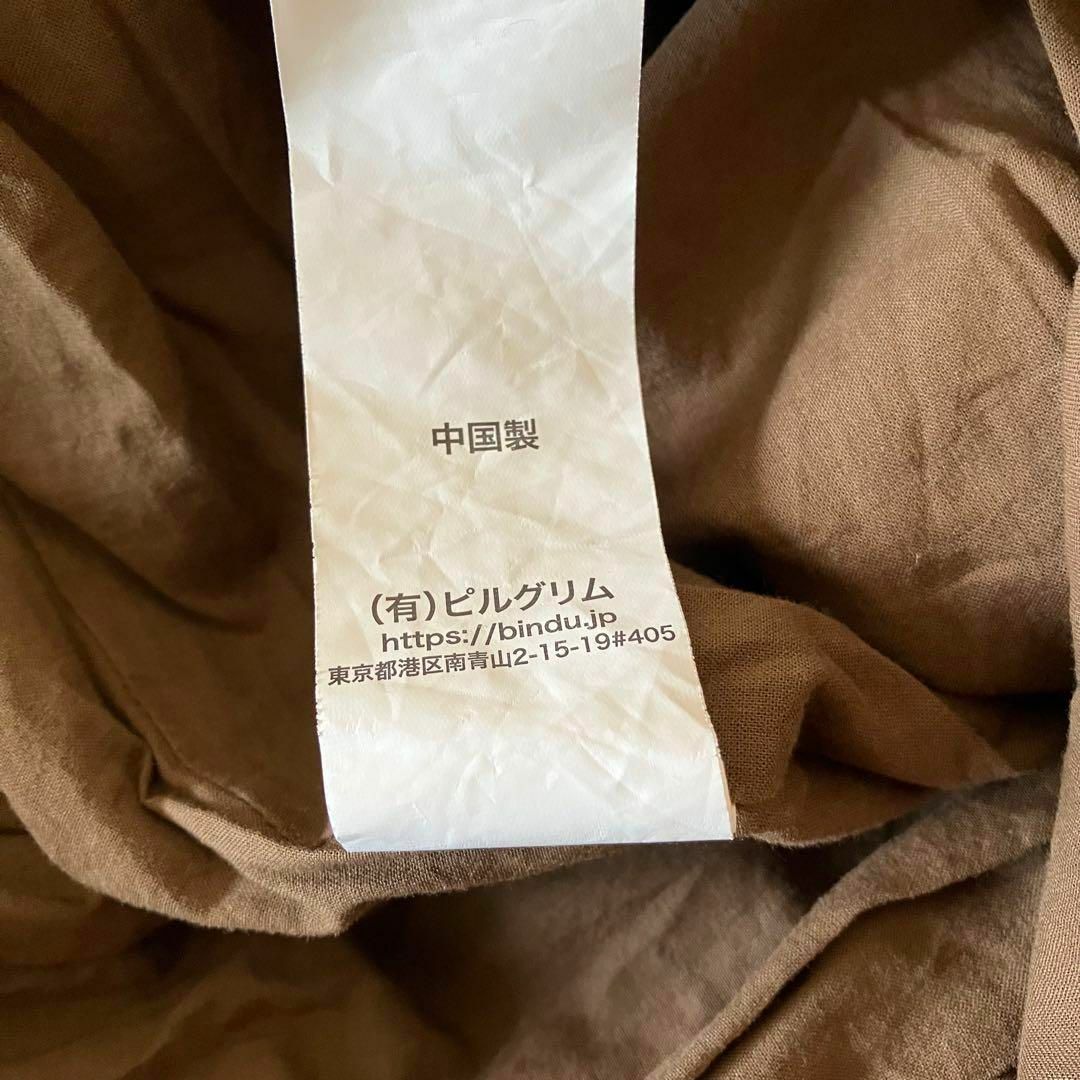 中国製
(有)ピルグリム
https://bindu.jp
東京都港区南青山2-15-19#405